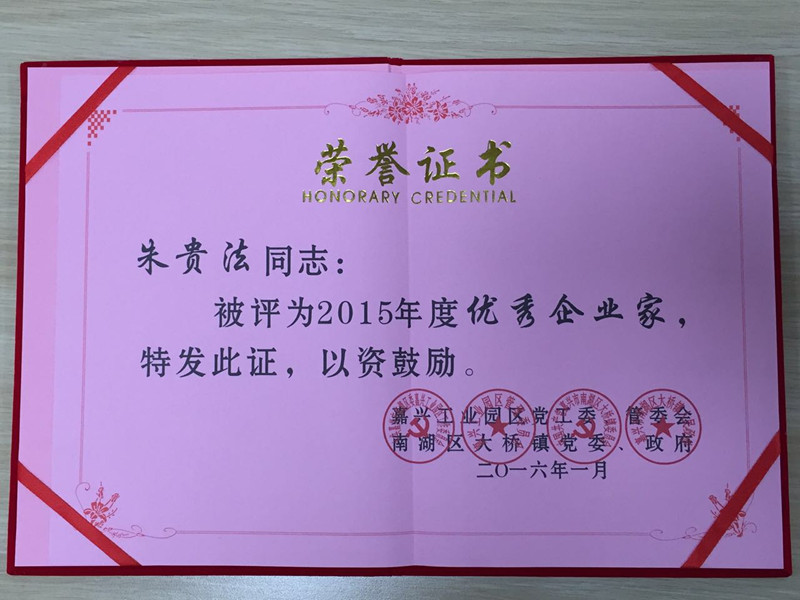 荣誉证书
HONORARY CREDENTIAL
朱贵法同志：
被评为2015年度优秀企业家，
特发此证，以资鼓励。
嘉兴工业园区党工委、管委会
南湖区大桥镇党委、政府
二〇一六年一月